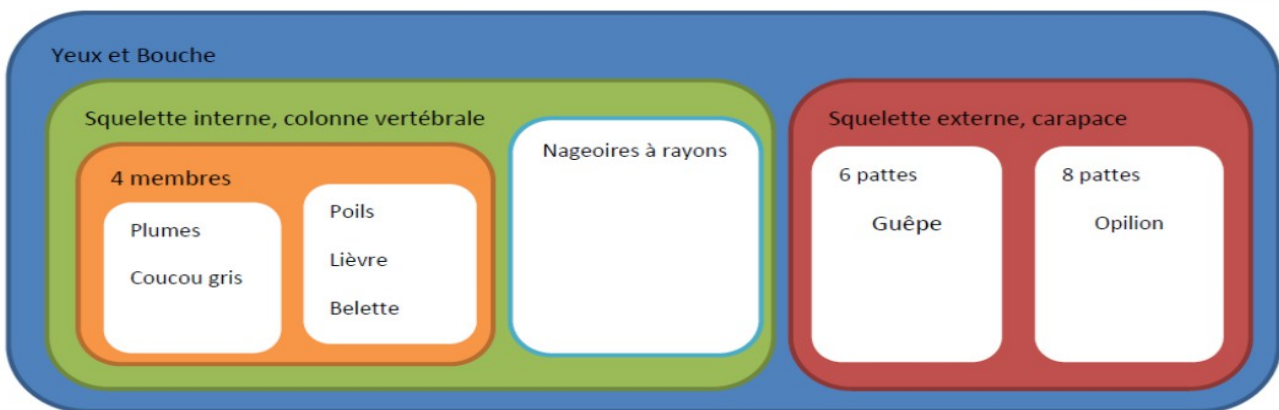 Yeux et Bouche
Squelette interne, colonne vertébrale
4 membres
Plumes
Coucou gris
Poils
Lièvre
Belette
Nageoires à rayons
Squelette externe, carapace
6 pattes
Guêpe
8 pattes
Opilion